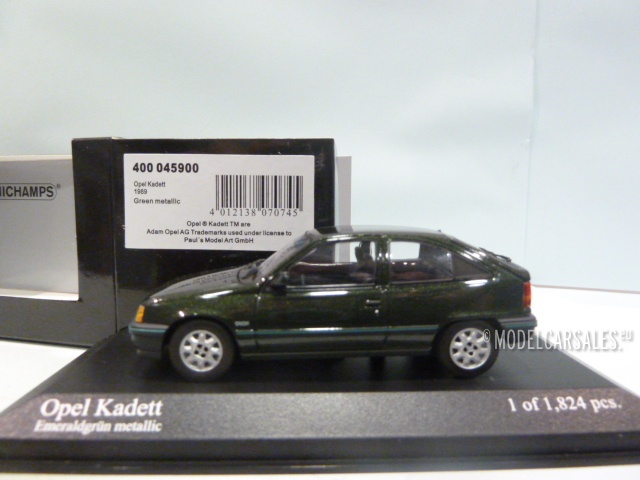 400 045900
Opel Kadett
1989
Green metallic
4 012138 070745
Opel ® Kadett TM are
Adam Opel AG Trademarks used under license to
Paul's Model Art GmbH
NICHAMPS
© MODELCARSALES.EU
Opel Kadett
1 of 1,824 pcs.
Emeraldgrün metallic